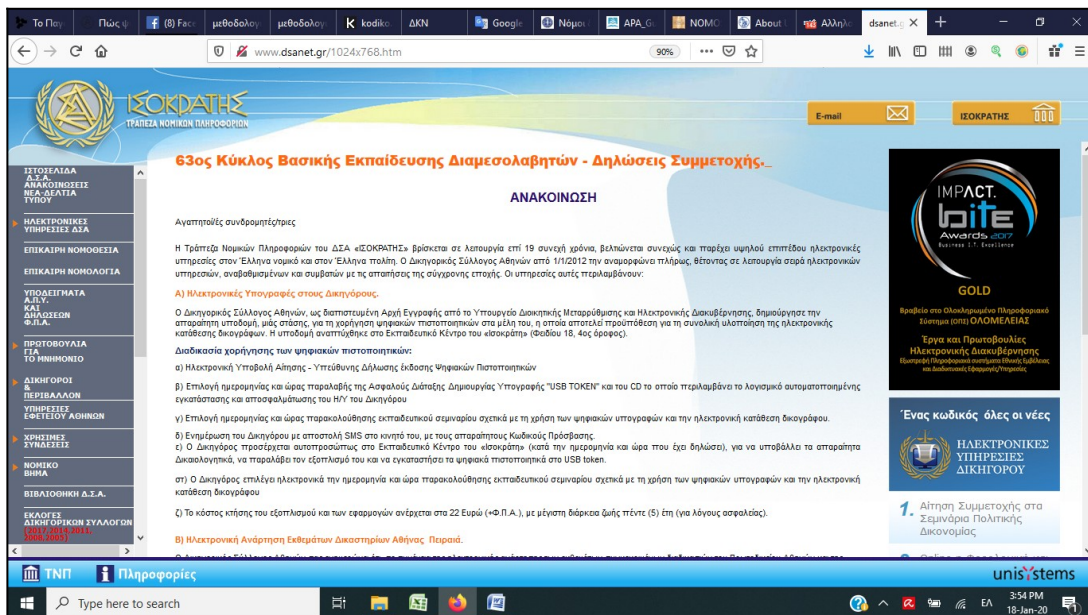 Το Παγ
Πώς ψ
(8) Face
μεθοδολογ
μεθοδολογ
kodiko
ΔΚΝ
Google
Νόμοι
APA_G
NOMO
About
Αλληλο
dsanet.g
www.dsanet.gr/1024x768.htm
90%
ΙΣΟΚΡΑΤΗΣ
ΤΡΑΠΕΖΑ ΝΟΜΙΚΩΝ ΠΛΗΡΟΦΟΡΙΩΝ
E-mail
ΙΣΟΚΡΑΤΗΣ
ΙΣΤΟΣΕΛΙΔΑ
Δ.Σ.Α.
ΑΝΑΚΟΙΝΩΣΕΙΣ
ΝΕΑ-ΔΕΛΤΙΑ
ΤΥΠΟΥ
ΗΛΕΚΤΡΟΝΙΚΕΣ
ΥΠΗΡΕΣΙΕΣ ΔΣΑ
ΕΠΙΚΑΙΡΗ ΝΟΜΟΘΕΣΙΑ
ΕΠΙΚΑΙΡΗ ΝΟΜΟΛΟΓΙΑ
ΥΠΟΔΕΙΓΜΑΤΑ
Α.Π.Υ.
ΚΑΙ
ΔΗΛΩΣΕΩΝ
Φ.Π.Α.
ΠΡΩΤΟΒΟΥΛΙΑ
ΓΙΑ
ΤΟ ΜΝΗΜΟΝΙΟ
ΔΙΚΗΓΟΡΟΙ
&
ΠΕΡΙΒΑΛΛΟΝ
ΥΠΗΡΕΣΙΕΣ
ΕΦΕΤΕΙΟΥ ΑΘΗΝΩΝ
ΧΡΗΣΙΜΕΣ
ΣΥΝΔΕΣΕΙΣ
ΝΟΜΙΚΟ
ΒΗΜΑ
ΒΙΒΛΙΟΘΗΚΗ Δ.Σ.Α.
ΕΚΛΟΓΕΣ
ΔΙΚΗΓΟΡΙΚΩΝ ΣΥΛΛΟΓΩΝ
(2017,2014,2011,
2008,2005)
63ος Κύκλος Βασικής Εκπαίδευσης Διαμεσολαβητών - Δηλώσεις Συμμετοχής._
ΑΝΑΚΟΙΝΩΣΗ
Αγαπητοί/ές συνδρομητές/τριες
Η Τράπεζα Νομικών Πληροφοριών του ΔΣΑ «ΙΣΟΚΡΑΤΗΣ» βρίσκεται σε λειτουργία επί 19 συνεχή χρόνια, βελτιώνεται συνεχώς και παρέχει υψηλού επιπέδου ηλεκτρονικές
υπηρεσίες στον Έλληνα νομικό και στον Έλληνα πολίτη. Ο Δικηγορικός Σύλλογος Αθηνών από 1/1/2012 την αναμορφώνει πλήρως, θέτοντας σε λειτουργία σειρά ηλεκτρονικών
υπηρεσιών, αναβαθμισμένων και συμβατών με τις απαιτήσεις της σύγχρονης εποχής. Οι υπηρεσίες αυτές περιλαμβάνουν:
Α) Ηλεκτρονικές Υπογραφές στους Δικηγόρους.
Ο Δικηγορικός Σύλλογος Αθηνών, ως διαπιστευμένη Αρχή Εγγραφής από το Υπουργείο Διοικητικής Μεταρρύθμισης και Ηλεκτρονικής Διακυβέρνησης, δημιούργησε την
απαραίτητη υποδομή, μιάς στάσης, για τη χορήγηση ψηφιακών πιστοποιητικών στα μέλη του, η οποία αποτελεί προϋπόθεση για τη συνολική υλοποίηση της ηλεκτρονικής
κατάθεσης δικογράφων. Η υποδομή αναπτύχθηκε στο Εκπαιδευτικό Κέντρο του «Ισοκράτη» (Φειδίου 18, 4ος όροφος).
Διαδικασία χορήγησης των ψηφιακών πιστοποιητικών:
α) Ηλεκτρονική Υποβολή Αίτησης - Υπεύθυνης Δήλωσης έκδοσης Ψηφιακών Πιστοποιητικών
β) Επιλογή ημερομηνίας και ώρας παραλαβής της Ασφαλούς Διάταξης Δημιουργίας Υπογραφής "USB TOKEN" και του CD το οποίο περιλαμβάνει το λογισμικό αυτοματοποιημένης
εγκατάστασης και αποσφαλμάτωσης του Η/Υ του Δικηγόρου
γ) Επιλογή ημερομηνίας και ώρας παρακολούθησης εκπαιδευτικού σεμιναρίου σχετικά με τη χρήση των ψηφιακών υπογραφών και την ηλεκτρονική κατάθεση δικογράφου.
δ) Ενημέρωση του Δικηγόρου με αποστολή SMS στο κινητό του, με τους απαραίτητους Κωδικούς Πρόσβασης.
ε) Ο Δικηγόρος προσέρχεται αυτοπροσώπως στο Εκπαιδευτικό Κέντρο του «Ισοκράτη» (κατά την ημερομηνία και ώρα που έχει δηλώσει), για να υποβάλλει τα απαραίτητα
Δικαιολογητικά, να παραλάβει τον εξοπλισμό του και να εγκαταστήσει τα ψηφιακά πιστοποιητικά στο USB token.
στ) Ο Δικηγόρος επιλέγει ηλεκτρονικά την ημερομηνία και ώρα παρακολούθησης εκπαιδευτικού σεμιναρίου σχετικά με τη χρήση των ψηφιακών υπογραφών και την ηλεκτρονική
κατάθεση δικογράφου
ζ) Το κόστος κτήσης του εξοπλισμού και των εφαρμογών ανέρχεται στα 22 Ευρώ (+Φ.Π.Α.), με μέγιστη διάρκεια ζωής πέντε (5) έτη (για λόγους ασφαλείας).
Β) Ηλεκτρονική Ανάρτηση Εκθεμάτων Δικαστηρίων Αθήνας Πειραιά.
IMPACT.
bite
Awards 2017
Business I.T. Excellence
GOLD
Βραβείο στο Ολοκληρωμένο Πληροφοριακό
Σύστημα (ΟΠΣ) ΟΛΟΜΕΛΕΙΑΣ
Έργα και Πρωτοβουλίες
Ηλεκτρονικής Διακυβέρνησης
Εξωστρεφή Πληροφοριακά συστήματα Εθνικής Εμβέλειας
και Διαδικτυακές Εφαρμογές/Υπηρεσίες
Ένας κωδικός όλες οι νέες
ΗΛΕΚΤΡΟΝΙΚΕΣ
ΥΠΗΡΕΣΙΕΣ
ΔΙΚΗΓΟΡΟΥ
1. Αίτηση Συμμετοχής στα
Σεμινάρια Πολιτικής
Δικονομίας
ΤΝΠ
Πληροφορίες
unisystems
Type here to search
ΕΛ
3:54 PM
18-Jan-20